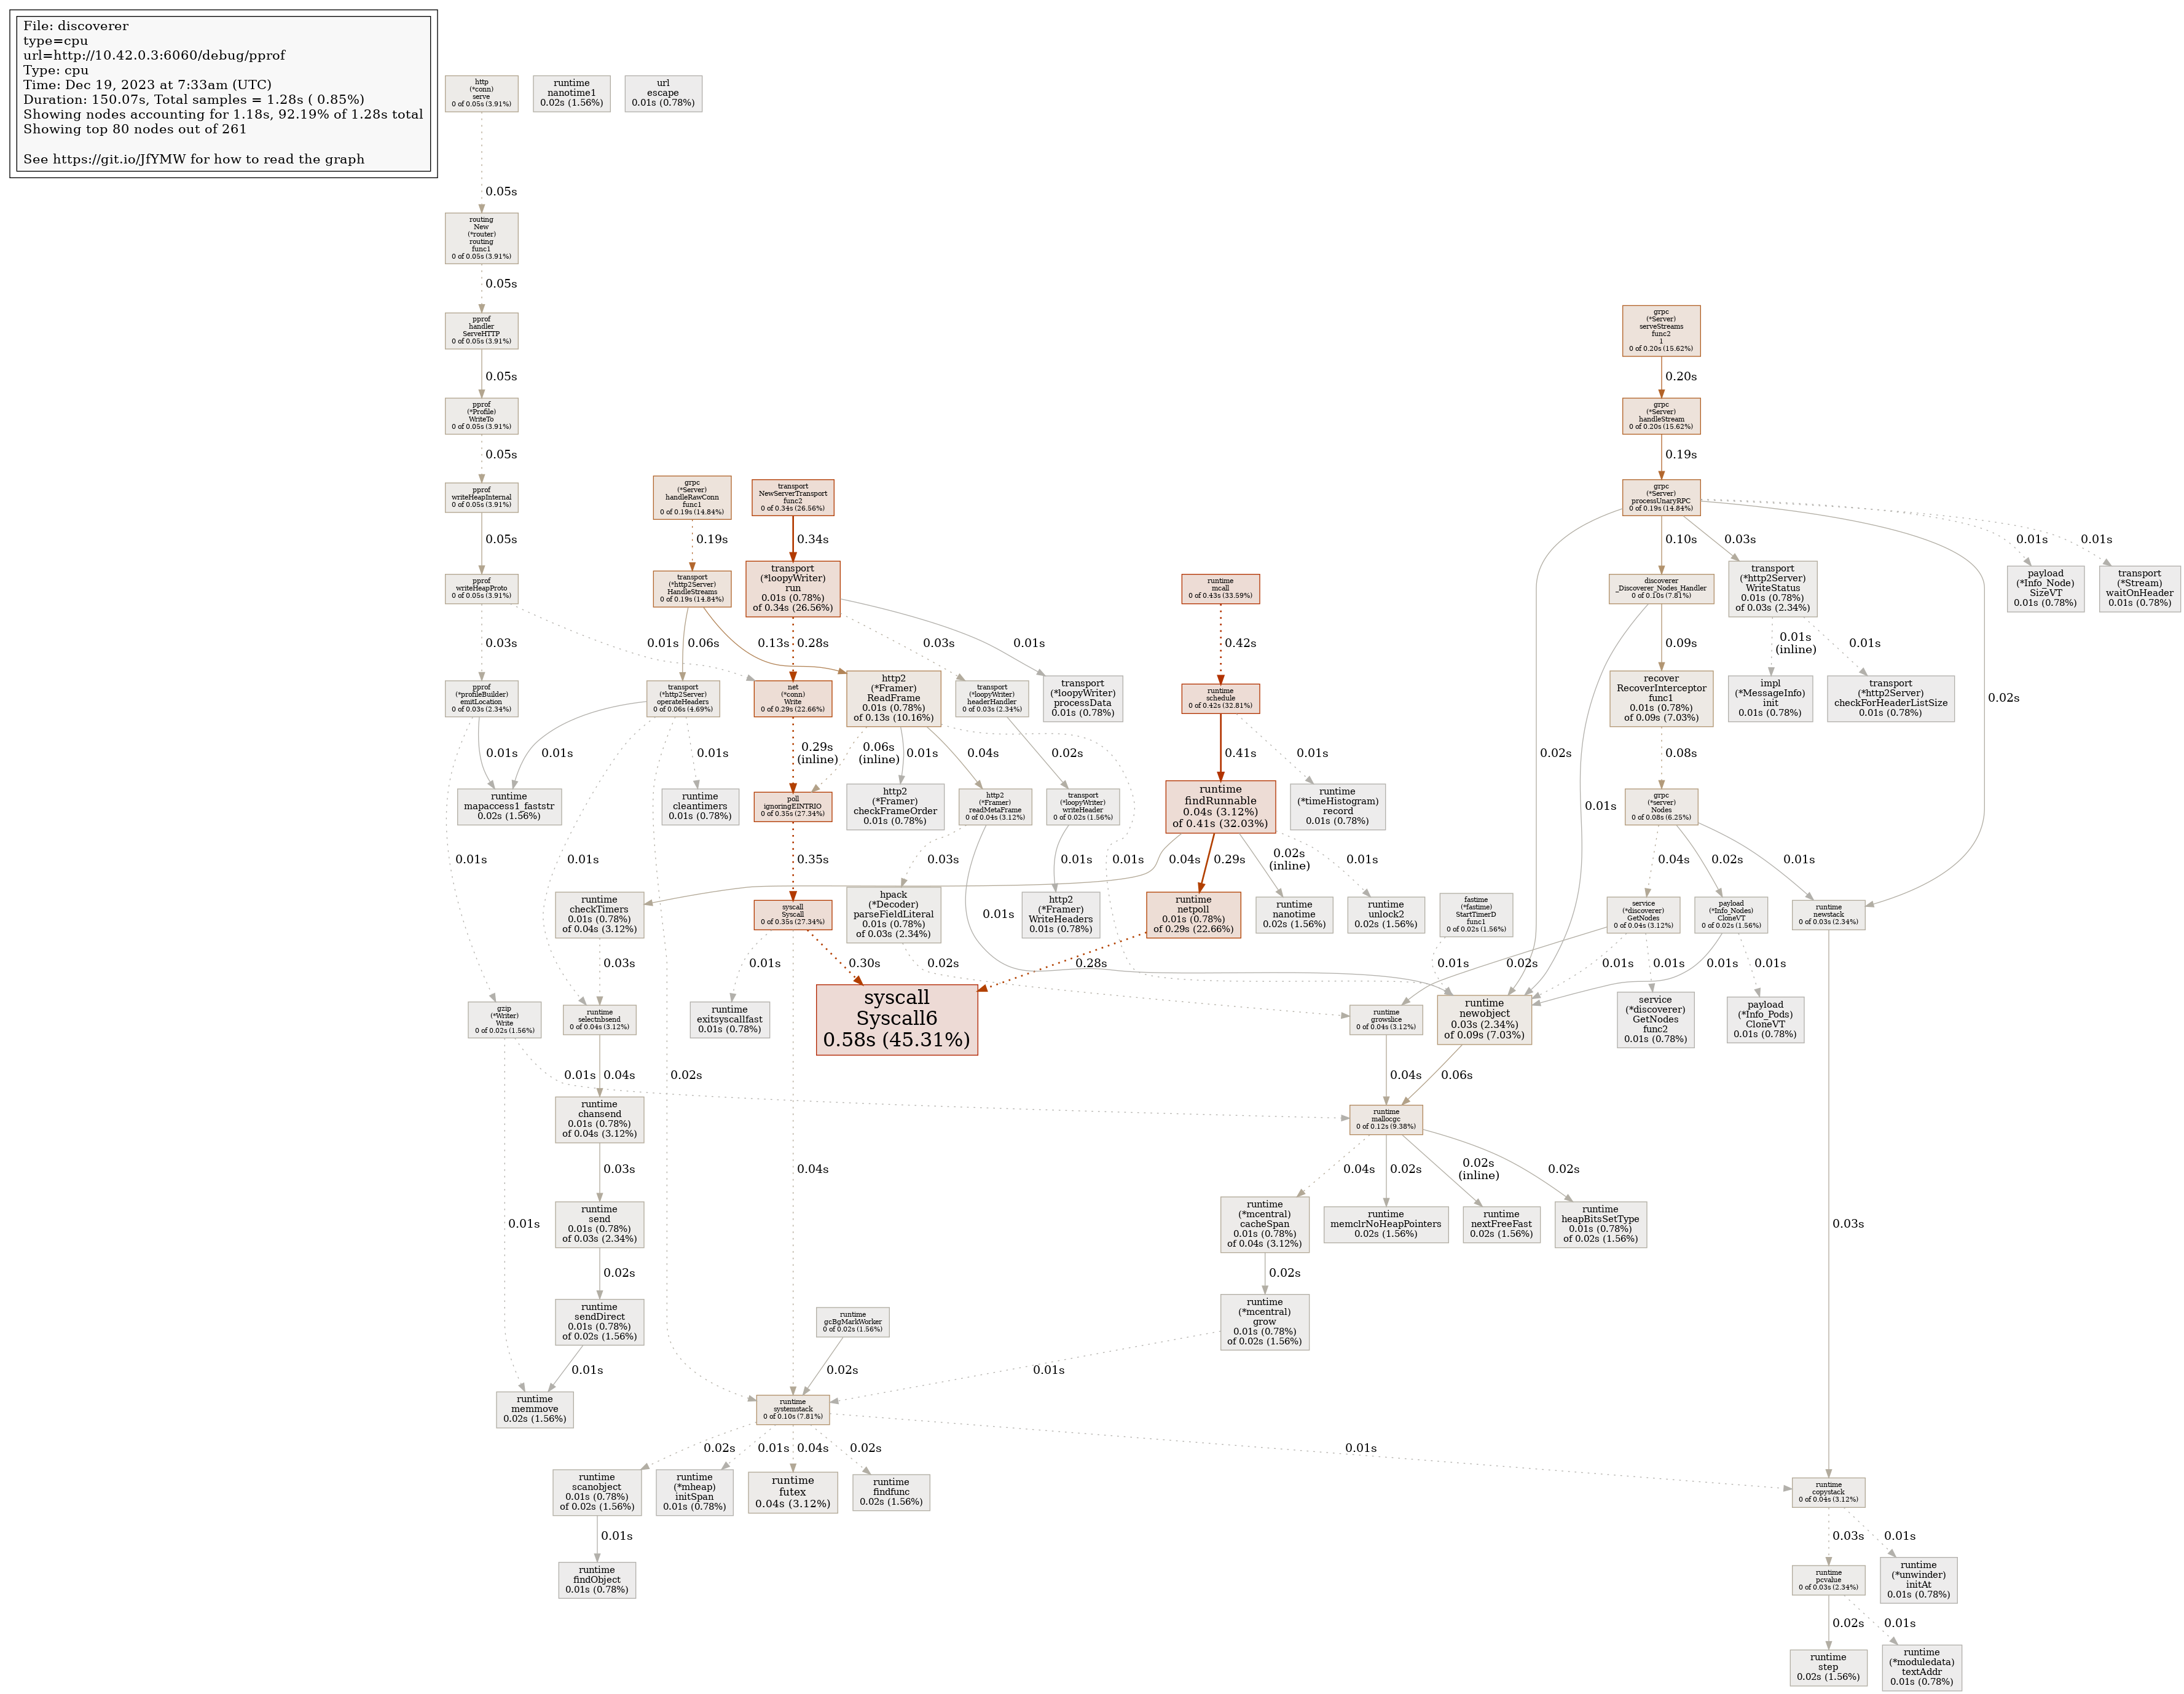 File: discoverer
type=cpu
url=http://10.42.0.3:6060/debug/pprof
Type: cpu
Time: Dec 19, 2023 at 7:33am (UTC)
Duration: 150.07s, Total samples = 1.28s ( 0.85%)
Showing nodes accounting for 1.18s, 92.19% of 1.28s total
Showing top 80 nodes out of 261
See https://git.io/JfYMW for how to read the graph
http
(*conn)
serve
0 of 0.05s (3.91%)
runtime
nanotime1
0.02s (1.56%)
url
escape
0.01s (0.78%)
0.05s
routing
New
(*router)
routing
func1
0 of 0.05s (3.91%)
0.05s
pprof
handler
ServeHTTP
0 of 0.05s (3.91%)
grpc
(*Server)
serveStreams
func2
1
0 of 0.20s (15.62%)
0.05s
0.20s
pprof
(*Profile)
WriteTo
0 of 0.05s (3.91%)
grpc
(*Server)
handleStream
0 of 0.20s (15.62%)
0.05s
0.19s
pprof
writeHeapInternal
0 of 0.05s (3.91%)
grpc
(*Server)
handleRawConn
func1
0 of 0.19s (14.84%)
transport
NewServerTransport
func2
0 of 0.34s (26.56%)
grpc
(*Server)
processUnaryRPC
0 of 0.19s (14.84%)
0.05s
0.19s
0.34s
0.10s
0.03s
0.01s
0.01s
pprof
writeHeapProto
0 of 0.05s (3.91%)
transport
(*http2Server)
HandleStreams
0 of 0.19s (14.84%)
transport
(*loopyWriter)
run
0.01s (0.78%)
of 0.34s (26.56%)
runtime
mcall
0 of 0.43s (33.59%)
discoverer
_Discoverer_Nodes_Handler
0 of 0.10s (7.81%)
transport
(*http2Server)
WriteStatus
0.01s (0.78%)
of 0.03s (2.34%)
payload
(*Info_Node)
SizeVT
0.01s (0.78%)
transport
(*Stream)
waitOnHeader
0.01s (0.78%)
0.03s
0.01s
0.06s
0.13s
0.28s
0.03s
0.01s
0.42s
0.09s
0.01s
(inline)
0.01s
pprof
(*profileBuilder)
emitLocation
0 of 0.03s (2.34%)
transport
(*http2Server)
operateHeaders
0 of 0.06s (4.69%)
net
(*conn)
Write
0 of 0.29s (22.66%)
http2
(*Framer)
ReadFrame
0.01s (0.78%)
of 0.13s (10.16%)
transport
(*loopyWriter)
headerHandler
0 of 0.03s (2.34%)
transport
(*loopyWriter)
processData
0.01s (0.78%)
runtime
schedule
0 of 0.42s (32.81%)
recover
RecoverInterceptor
func1
0.01s (0.78%)
of 0.09s (7.03%)
impl
(*MessageInfo)
init
0.01s (0.78%)
transport
(*http2Server)
checkForHeaderListSize
0.01s (0.78%)
0.02s
0.01s
0.01s
0.01s
0.29s
(inline)
0.06s
(inline)
0.01s
0.04s
0.02s
0.41s
0.01s
0.02s
0.08s
runtime
mapaccess1_faststr
0.02s (1.56%)
runtime
cleantimers
0.01s (0.78%)
poll
ignoringEINTRIO
0 of 0.35s (27.34%)
http2
(*Framer)
checkFrameOrder
0.01s (0.78%)
http2
(*Framer)
readMetaFrame
0 of 0.04s (3.12%)
transport
(*loopyWriter)
writeHeader
0 of 0.02s (1.56%)
runtime
findRunnable
0.04s (3.12%)
of 0.41s (32.03%)
runtime
(*timeHistogram)
record
0.01s (0.78%)
0.01s
grpc
(*server)
Nodes
0 of 0.08s (6.25%)
0.01s
0.01s
0.35s
0.03s
0.01s
0.01s
0.04s
0.29s
0.02s
(inline)
0.01s
0.04s
0.02s
0.01s
runtime
checkTimers
0.01s (0.78%)
of 0.04s (3.12%)
syscall
Syscall
0 of 0.35s (27.34%)
hpack
(*Decoder)
parseFieldLiteral
0.01s (0.78%)
of 0.03s (2.34%)
0.01s
http2
(*Framer)
WriteHeaders
0.01s (0.78%)
runtime
netpoll
0.01s (0.78%)
of 0.29s (22.66%)
runtime
nanotime
0.02s (1.56%)
runtime
unlock2
0.02s (1.56%)
fastime
(*fastime)
StartTimerD
func1
0 of 0.02s (1.56%)
service
(*discoverer)
GetNodes
0 of 0.04s (3.12%)
payload
(*Info_Nodes)
CloneVT
0 of 0.02s (1.56%)
runtime
newstack
0 of 0.03s (2.34%)
0.03s
0.01s
0.30s
0.02s
0.28s
0.01s
0.02s
0.01s
0.01s
0.01s
0.01s
gzip
(*Writer)
Write
0 of 0.02s (1.56%)
runtime
selectnbsend
0 of 0.04s (3.12%)
runtime
exitsyscallfast
0.01s (0.78%)
syscall
Syscall6
0.58s (45.31%)
runtime
growslice
0 of 0.04s (3.12%)
runtime
newobject
0.03s (2.34%)
of 0.09s (7.03%)
service
(*discoverer)
GetNodes
func2
0.01s (0.78%)
payload
(*Info_Pods)
CloneVT
0.01s (0.78%)
0.01s
0.04s
0.02s
0.04s
0.06s
runtime
chansend
0.01s (0.78%)
of 0.04s (3.12%)
runtime
mallocgc
0 of 0.12s (9.38%)
0.03s
0.04s
0.04s
0.02s
0.02s
(inline)
0.02s
0.01s
runtime
send
0.01s (0.78%)
of 0.03s (2.34%)
runtime
(*mcentral)
cacheSpan
0.01s (0.78%)
of 0.04s (3.12%)
runtime
memclrNoHeapPointers
0.02s (1.56%)
runtime
nextFreeFast
0.02s (1.56%)
runtime
heapBitsSetType
0.01s (0.78%)
of 0.02s (1.56%)
0.03s
0.02s
0.02s
runtime
sendDirect
0.01s (0.78%)
of 0.02s (1.56%)
runtime
gcBgMarkWorker
0 of 0.02s (1.56%)
runtime
(*mcentral)
grow
0.01s (0.78%)
of 0.02s (1.56%)
0.01s
0.02s
0.01s
runtime
memmove
0.02s (1.56%)
runtime
systemstack
0 of 0.10s (7.81%)
0.02s
0.01s
0.04s
0.02s
0.01s
runtime
scanobject
0.01s (0.78%)
of 0.02s (1.56%)
runtime
(*mheap)
initSpan
0.01s (0.78%)
runtime
futex
0.04s (3.12%)
runtime
findfunc
0.02s (1.56%)
runtime
copystack
0 of 0.04s (3.12%)
0.01s
0.03s
0.01s
runtime
findObject
0.01s (0.78%)
runtime
pcvalue
0 of 0.03s (2.34%)
runtime
(*unwinder)
initAt
0.01s (0.78%)
0.02s
0.01s
runtime
step
0.02s (1.56%)
runtime
(*moduledata)
textAddr
0.01s (0.78%)